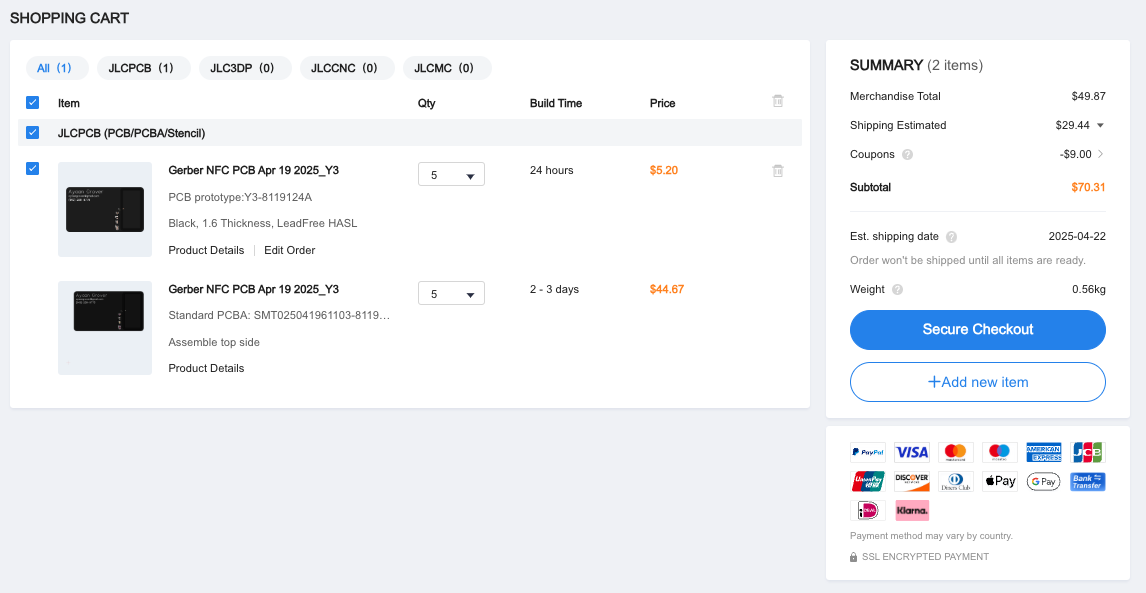 SHOPPING CART
All (1)
JLCPCB (1)
JLC3DP (0)
JLCCNC (0)
JLCMC (0)
Item
Qty
Build Time
Price
JLCPCB (PCB/PCBA/Stencil)
Gerber NFC PCB Apr 19 2025_Y3
5
24 hours
$5.20
PCB prototype:Y3-8119124A
Black, 1.6 Thickness, LeadFree HASL
Product Details
Edit Order
Gerber NFC PCB Apr 19 2025_Y3
5
2 - 3 days
$44.67
Standard PCBA: SMT025041961103-8119…
Assemble top side
Product Details
SUMMARY (2 items)
Merchandise Total $49.87
Shipping Estimated $29.44
Coupons ? -$9.00
Subtotal $70.31
Est. shipping date ? 2025-04-22
Order won't be shipped until all items are ready.
Weight ? 0.56kg
Secure Checkout
+Add new item
PayPal
VISA
AMERICAN EXPRESS
JCB
UnionPay
DISCOVER
Diners Club
Pay
G Pay
Bank Transfer
iDEAL
Klarna.
Payment method may vary by country.
SSL ENCRYPTED PAYMENT